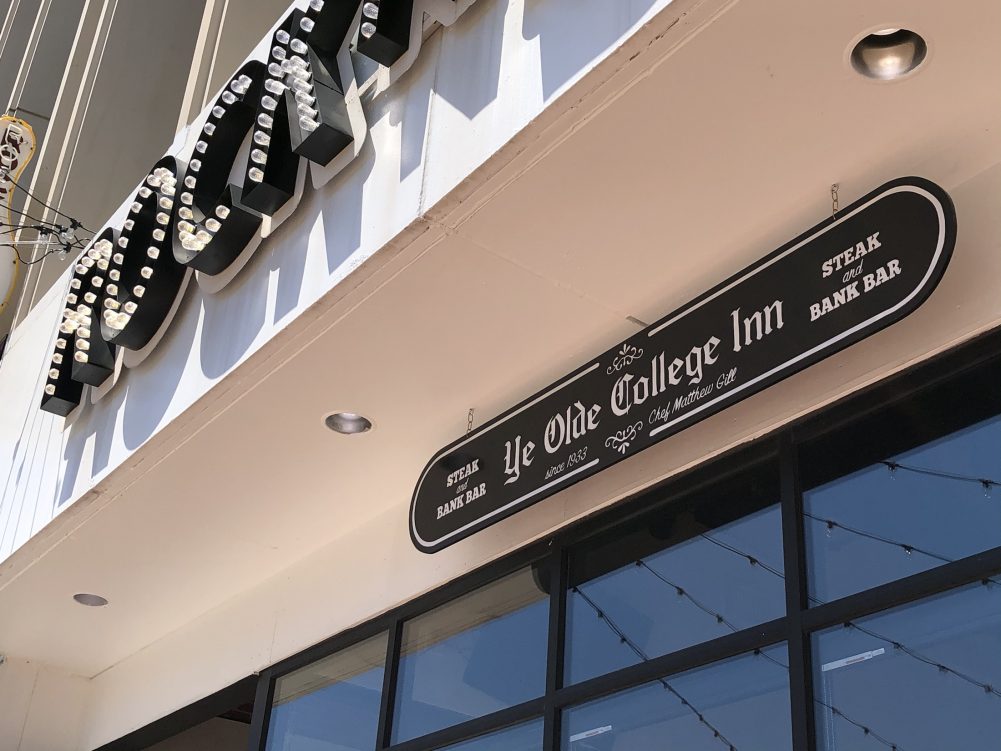 STEAK
and
BANK BAR
Ye Olde College Inn
since 1933
Chef Matthew Gill
STEAK
and
BANK BAR